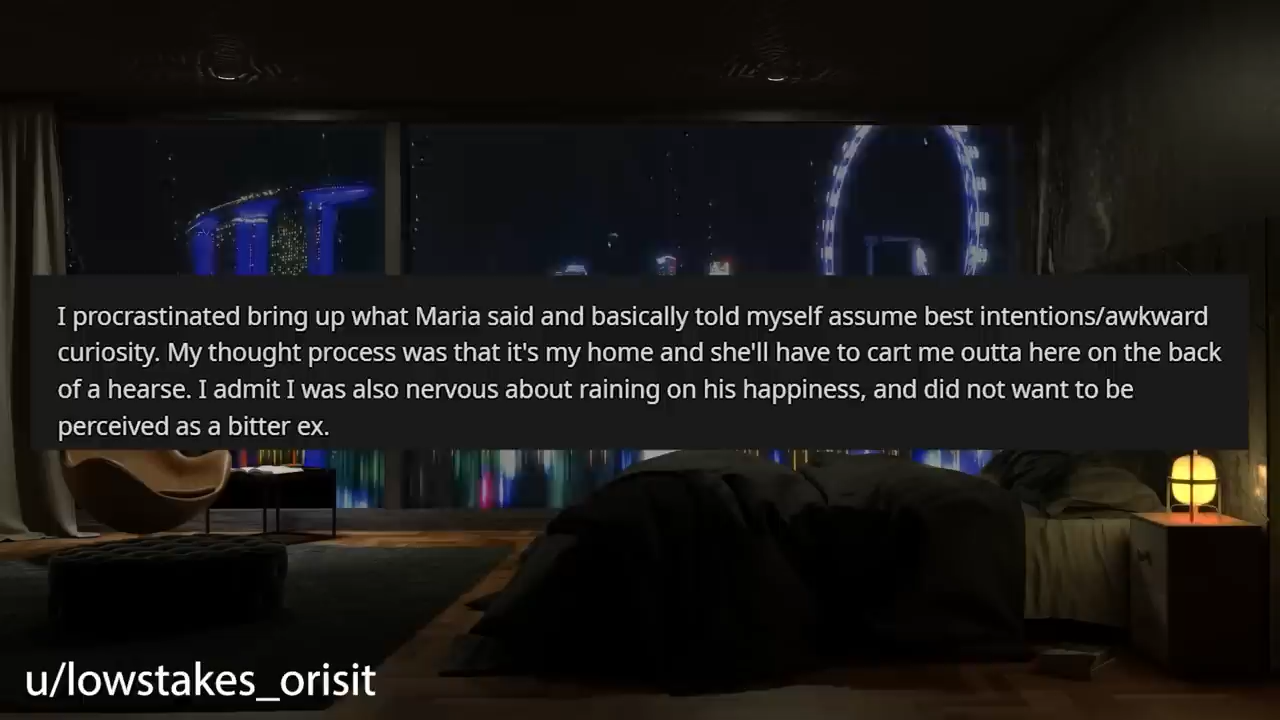 I procrastinated bring up what Maria said and basically told myself assume best intentions/awkward
curiosity. My thought process was that it's my home and she'll have to cart me outta here on the back
of a hearse. I admit I was also nervous about raining on his happiness, and did not want to be
perceived as a bitter ex.
u/lowstakes_orisit